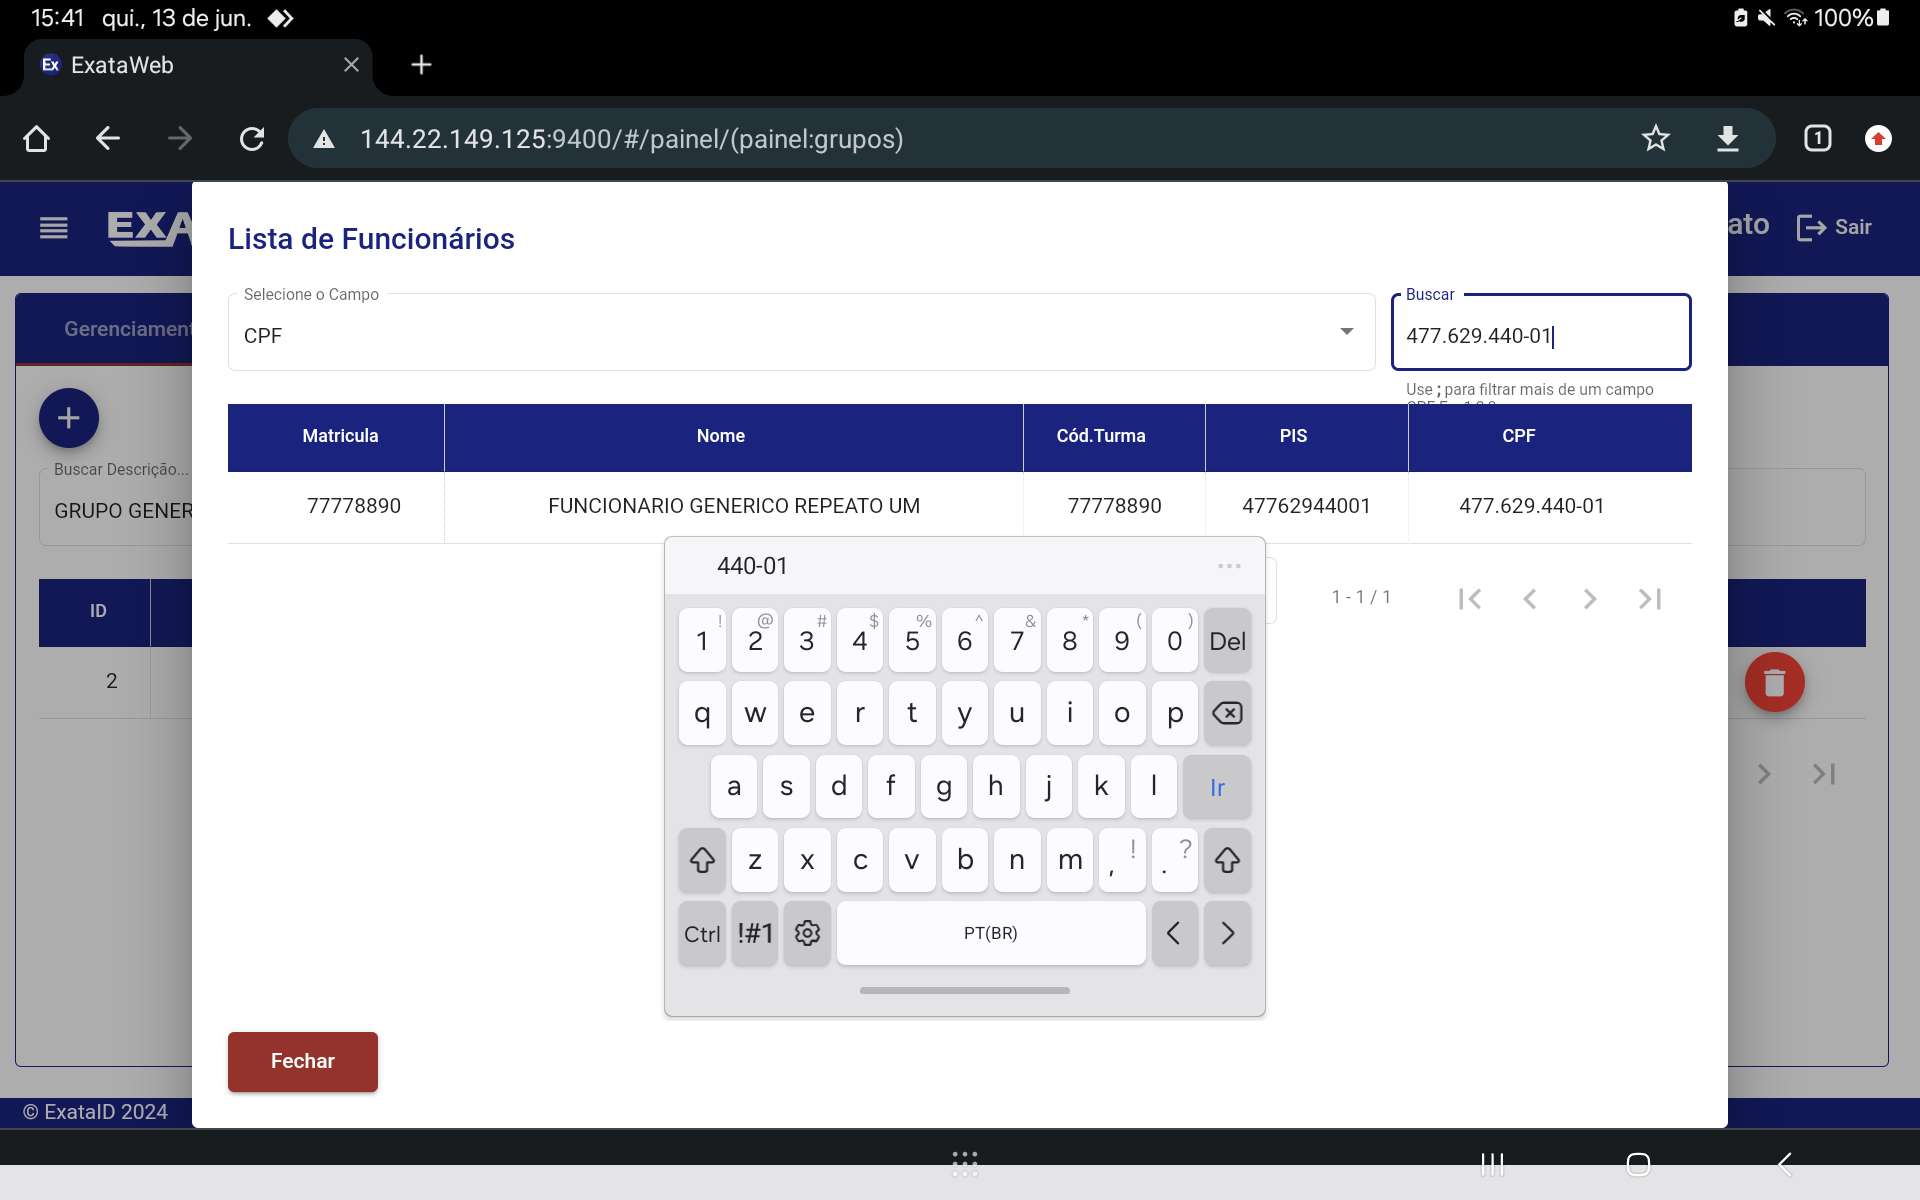 15:41 qui., 13 de jun. 100%
Ex ExataWeb
144.22.149.125:9400/#/painel/(painel:grupos) 1
EXA ato Sair
Lista de Funcionários
Selecione o Campo Buscar
CPF 477.629.440-01
Gerenciament
Use ; para filtrar mais de um campo
Matricula Nome Cód.Turma PIS CPF
Buscar Descrição...
77778890 FUNCIONARIO GENERICO REPEATO UM 77778890 47762944001 477.629.440-01
GRUPO GENER
440-01 ...
1 - 1 / 1
ID
2
1 ! 2 @ 3 # 4 $ 5 % 6 ^ 7 & 8 * 9 ( 0 ) Del
q w e r t y u i o p
a s d f g h j k l Ir
z x c v b n m , ! . ?
Ctrl !#1 PT(BR) < >
Fechar
© ExataID 2024